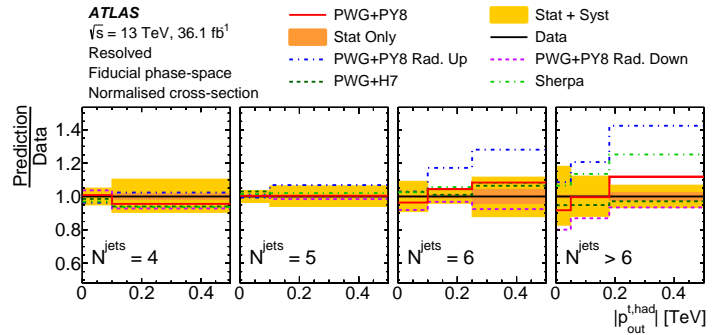 ATLAS
√s = 13 TeV, 36.1 fb¹
Resolved
Fiducial phase-space
Normalised cross-section
PWG+PY8
Stat + Syst
Stat Only
Data
PWG+PY8 Rad. Up
PWG+PY8 Rad. Down
PWG+H7
Sherpa
Prediction
Data
1.4
1.2
1.0
0.8
0.6
N^jets = 4
N^jets = 5
N^jets = 6
N^jets > 6
0 0.2 0.4 0 0.2 0.4 0 0.2 0.4 0 0.2 0.4
|p_out^t,had| [TeV]